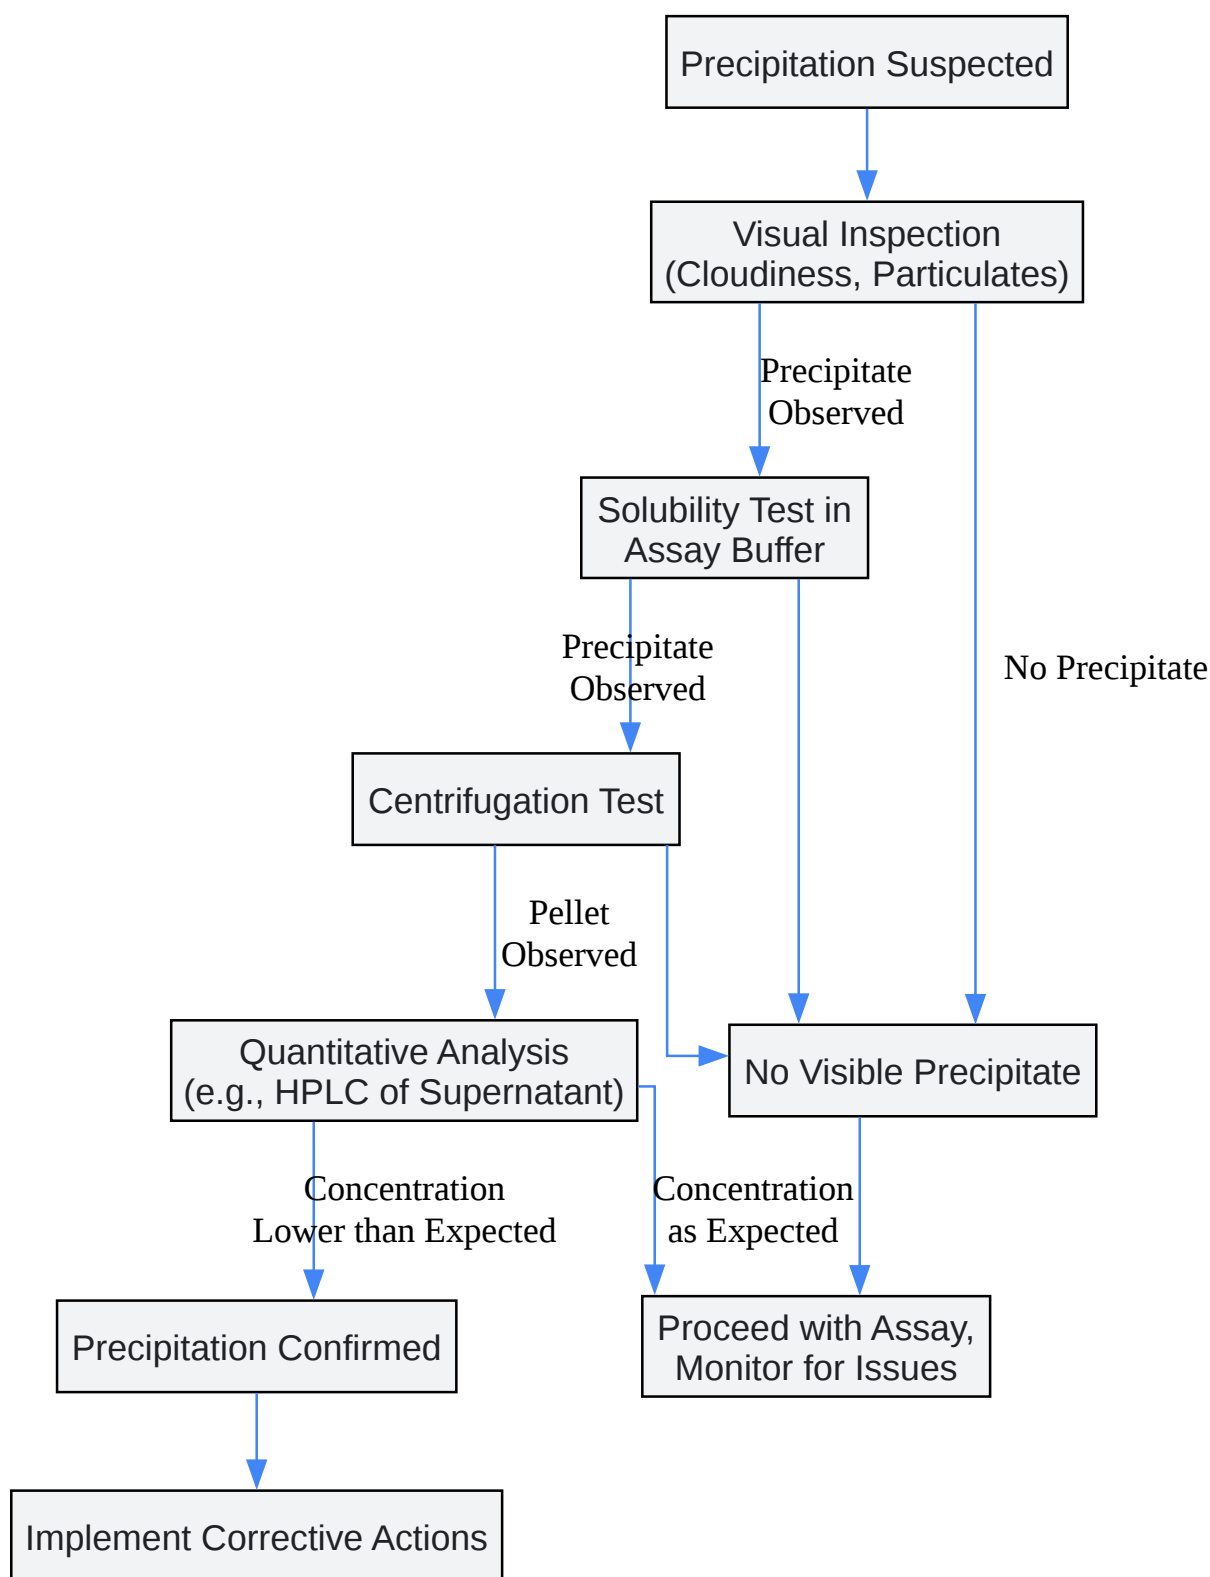 Precipitation Suspected
Visual Inspection
(Cloudiness, Particulates)
Precipitate
Observed
Solubility Test in
Assay Buffer
Precipitate
Observed
No Precipitate
Centrifugation Test
Pellet
Observed
Quantitative Analysis
(e.g., HPLC of Supernatant)
No Visible Precipitate
Concentration
Lower than Expected
Concentration
as Expected
Precipitation Confirmed
Proceed with Assay,
Monitor for Issues
Implement Corrective Actions